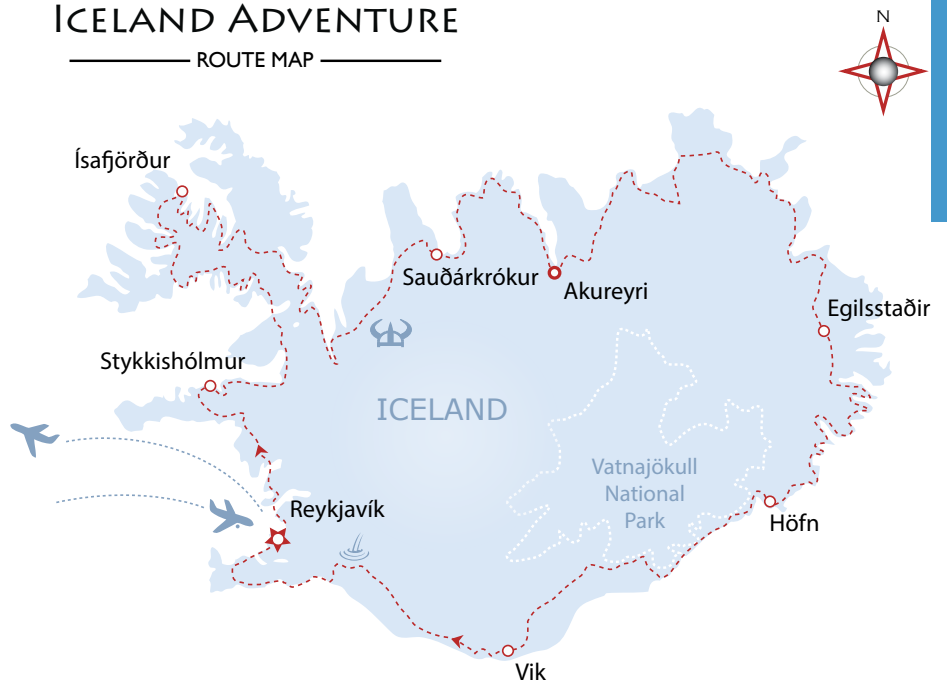 ICELAND ADVENTURE
ROUTE MAP
N
Ísafjörður
Sauðárkrókur
Akureyri
Egilsstaðir
Stykkishólmur
ICELAND
Vatnajökull
National
Park
Reykjavík
Höfn
Vik